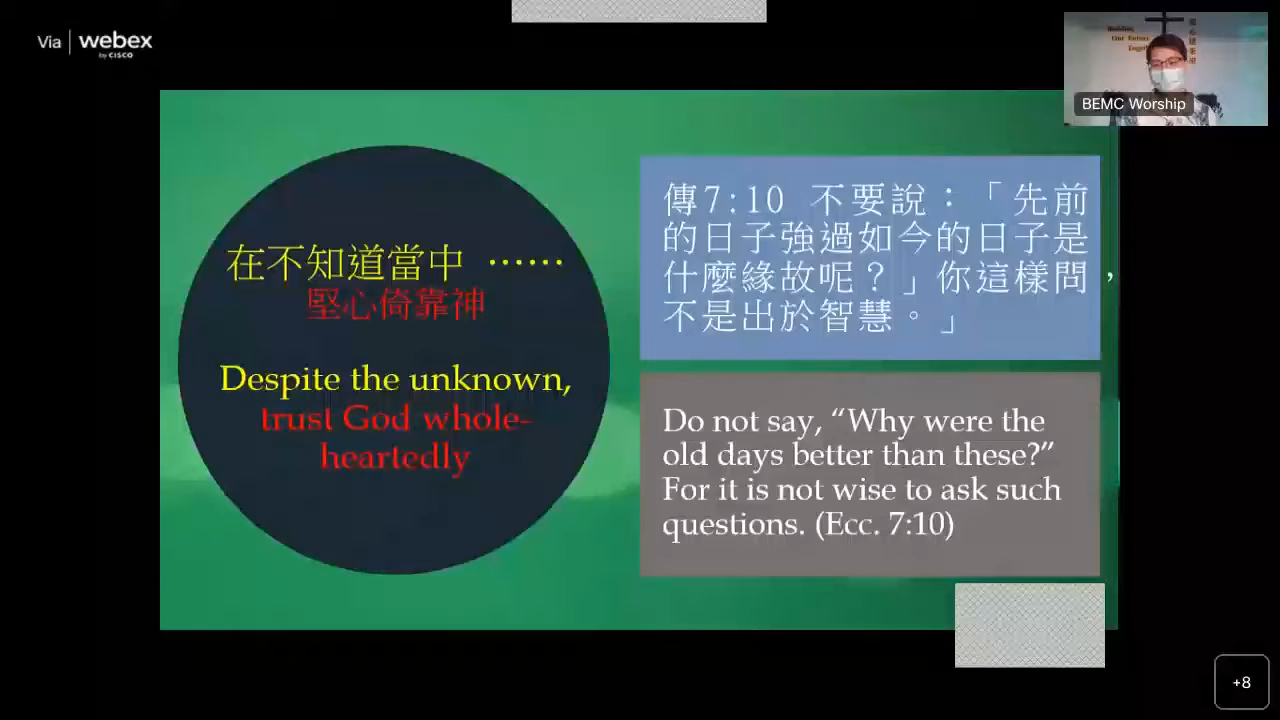 Via | webex
by CISCO
BEMC Worship
在不知道當中 ……
堅心倚靠神
Despite the unknown,
trust God whole-
heartedly
傳7:10 不要說：「先前
的日子強過如今的日子是
什麼緣故呢？」你這樣問，
不是出於智慧。」
Do not say, “Why were the
old days better than these?”
For it is not wise to ask such
questions. (Ecc. 7:10)
+8